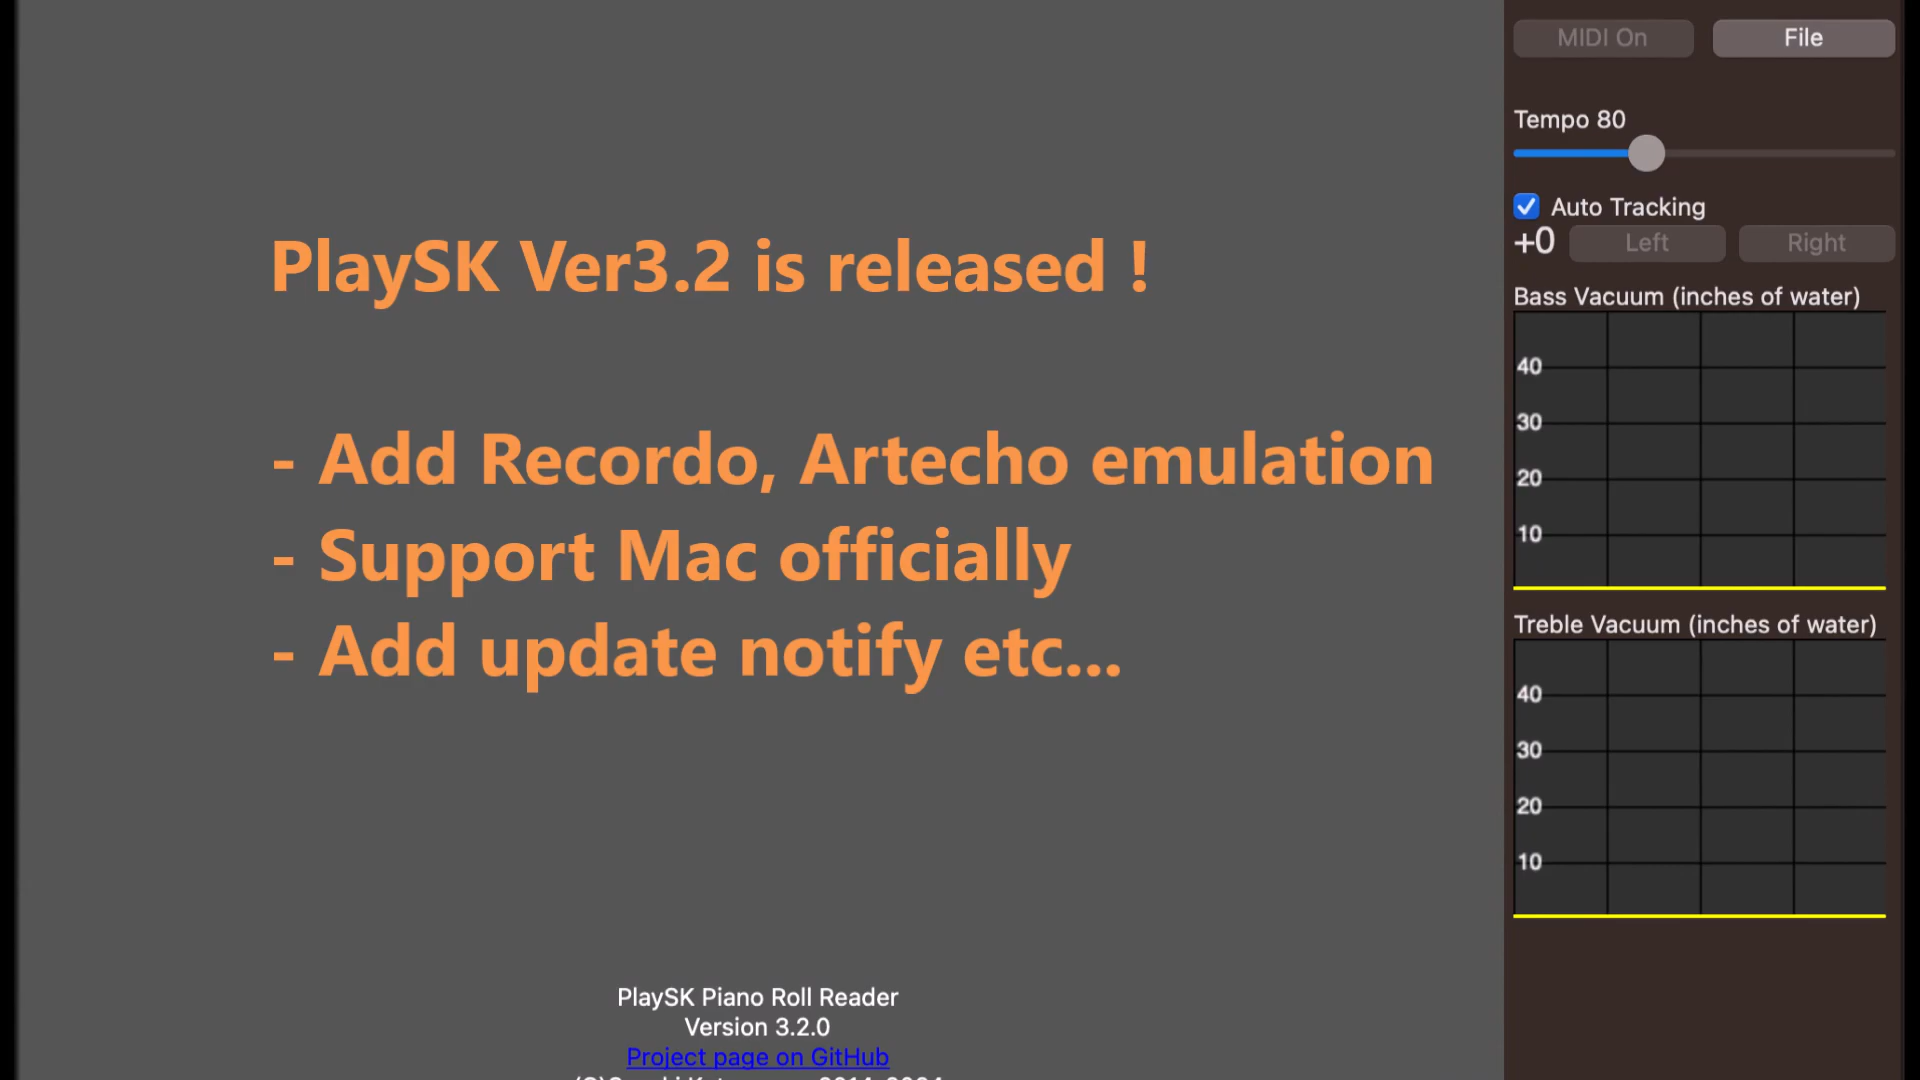 PlaySK Ver3.2 is released !
- Add Recordo, Artecho emulation
- Support Mac officially
- Add update notify etc...
PlaySK Piano Roll Reader
Version 3.2.0
Project page on GitHub
MIDI On
File
Tempo 80
Auto Tracking
+0
Left
Right
Bass Vacuum (inches of water)
40
30
20
10
Treble Vacuum (inches of water)
40
30
20
10